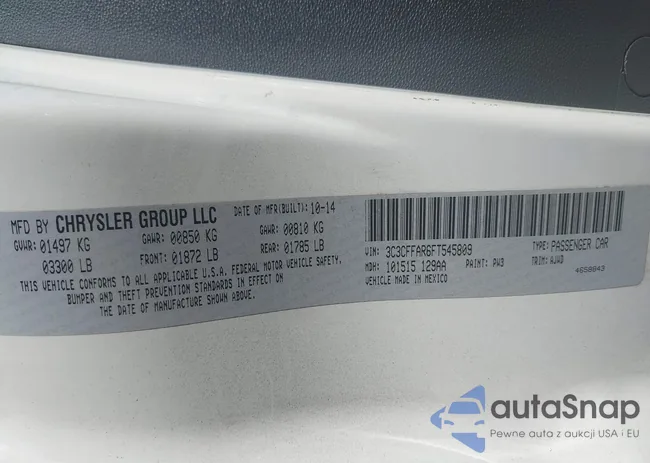 MFD BY CHRYSLER GROUP LLC DATE OF MFR(BUILT): 10-14
GVWR: 01497 KG GAWR: 00850 KG GAWR: 00810 KG
03300 LB FRONT: 01872 LB REAR: 01785 LB
THIS VEHICLE CONFORMS TO ALL APPLICABLE U.S.A. FEDERAL MOTOR VEHICLE SAFETY,
BUMPER AND THEFT PREVENTION STANDARDS IN EFFECT ON
THE DATE OF MANUFACTURE SHOWN ABOVE.
VIN: 3C3CFFAR6FT545809 TYPE: PASSENGER CAR
MDH: 101515 129AA PAINT: PW3 TRIM: AJW3
VEHICLE MADE IN MEXICO
autaSnap
Pewne auta z aukcji USA i EU